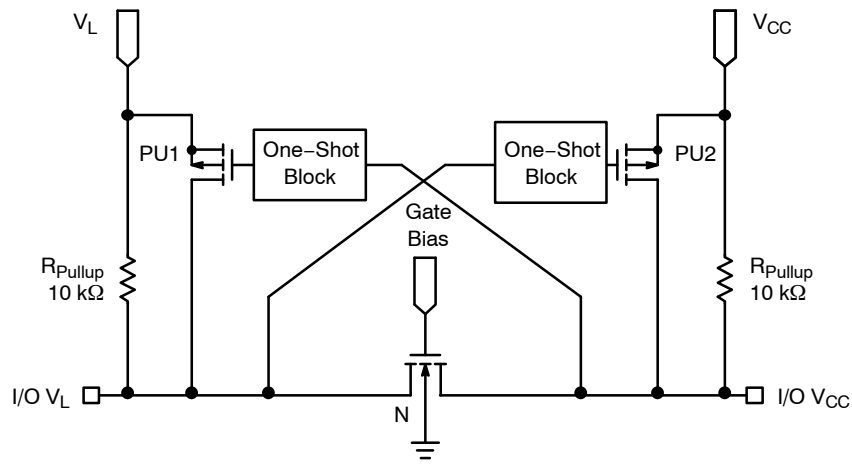 V_L
V_CC
PU1
One−Shot
Block
One−Shot
Block
PU2
Gate
Bias
R_Pullup
10 kΩ
R_Pullup
10 kΩ
I/O V_L
N
I/O V_CC